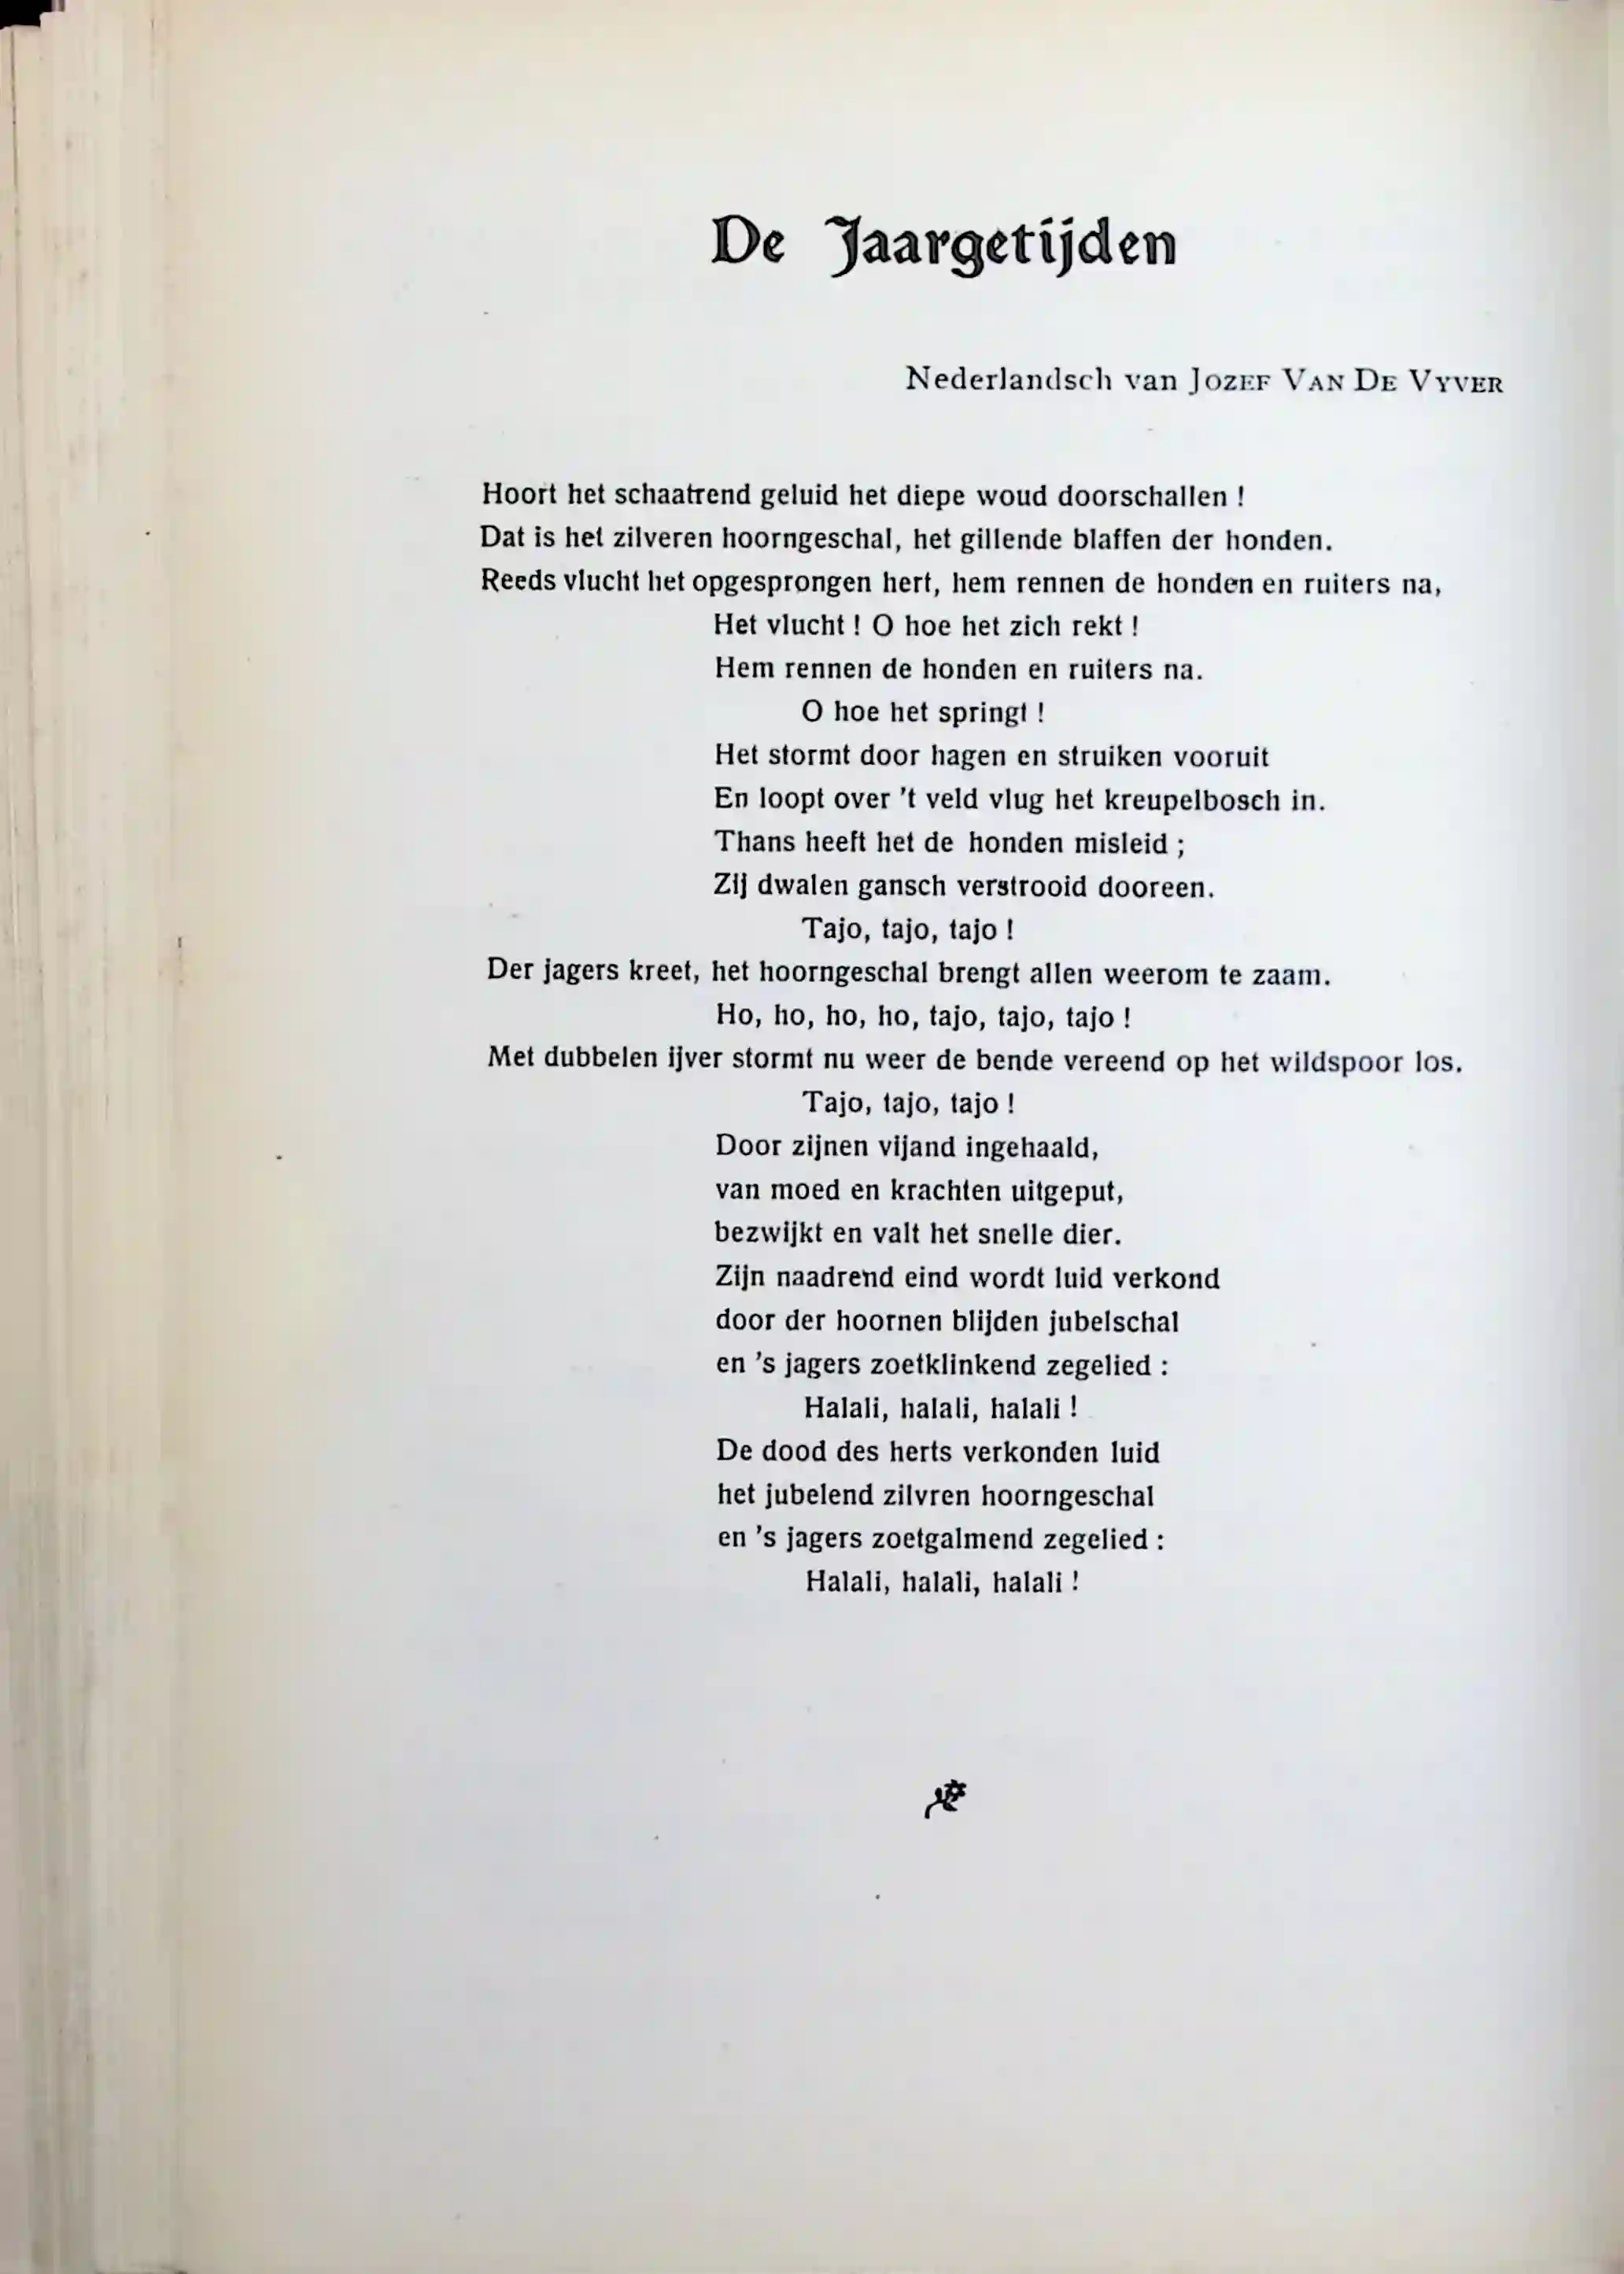 De Jaargetijden
Nederlandsch van Jozef Van De Vyver
Hoort het schaatrend geluid het diepe woud doorschallen !
Dat is het zilveren hoorngeschal, het gillende blaffen der honden.
Reeds vlucht het opgesprongen hert, hem rennen de honden en ruiters na,
Het vlucht ! O hoe het zich rekt !
Hem rennen de honden en ruiters na.
O hoe het springt !
Het stormt door hagen en struiken vooruit
En loopt over 't veld vlug het kreupelbosch in.
Thans heeft het de honden misleid ;
Zij dwalen gansch verstrooid dooreen.
Tajo, tajo, tajo !
Der jagers kreet, het hoorngeschal brengt allen weerom te zaam.
Ho, ho, ho, ho, tajo, tajo, tajo !
Met dubbelen ijver stormt nu weer de bende vereend op het wildspoor los.
Tajo, tajo, tajo !
Door zijnen vijand ingehaald,
van moed en krachten uitgeput,
bezwijkt en valt het snelle dier.
Zijn naadrend eind wordt luid verkond
door der hoornen blijden jubelschal
en 's jagers zoetklinkend zegelied :
Halali, halali, halali !
De dood des herts verkonden luid
het jubelend zilvren hoorngeschal
en 's jagers zoetgalmend zegelied :
Halali, halali, halali !